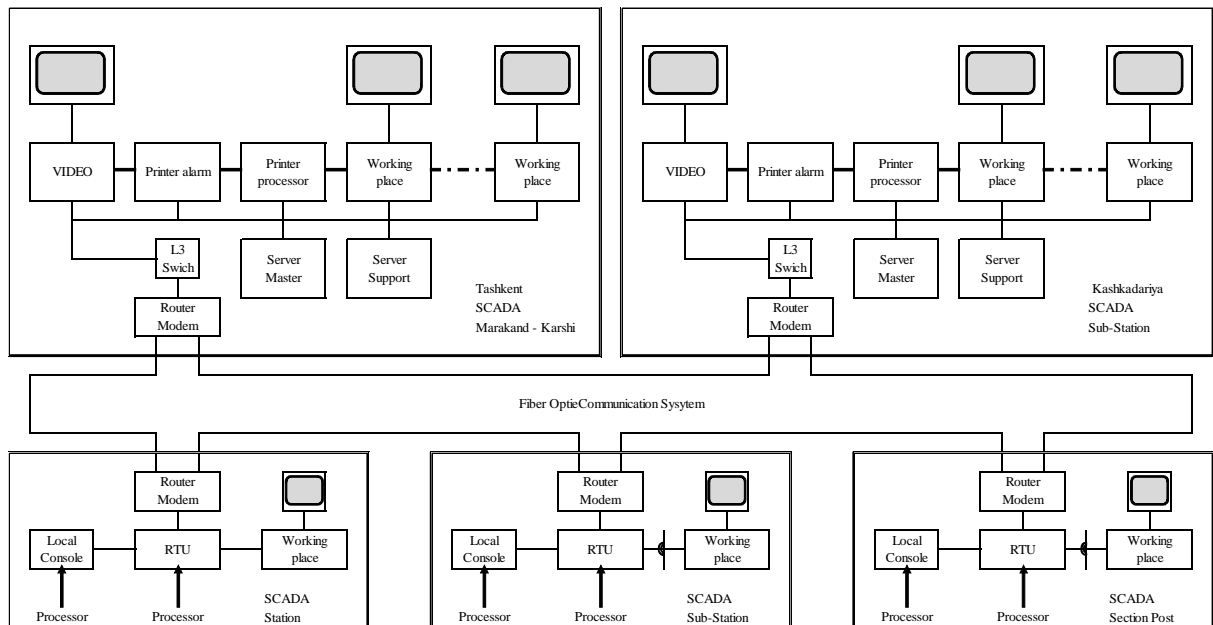 VIDEO
Printer alarm
Printer
processor
Working
place
Working
place
L3
Swich
Server
Master
Server
Support
Router
Modem
Tashkent
SCADA
Marakand - Karshi
VIDEO
Printer alarm
Printer
processor
Working
place
Working
place
L3
Swich
Server
Master
Server
Support
Router
Modem
Kashkadariya
SCADA
Sub-Station
Fiber OptieCommunication Sysytem
Router
Modem
Local
Console
RTU
Working
place
Processor
Processor
SCADA
Station
Router
Modem
Local
Console
RTU
Working
place
Processor
Processor
SCADA
Sub-Station
Router
Modem
Local
Console
RTU
Working
place
Processor
Processor
SCADA
Section Post